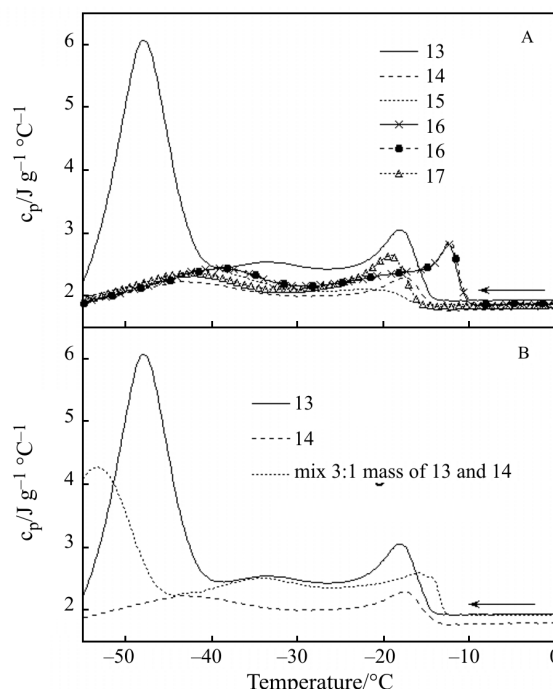 A
6
5
4
3
2
c_p/J g⁻¹ °C⁻¹
13
14
15
16
16
17
B
6
5
4
3
2
c_p/J g⁻¹ °C⁻¹
13
14
mix 3:1 mass of 13 and 14
−50 −40 −30 −20 −10 0
Temperature/°C